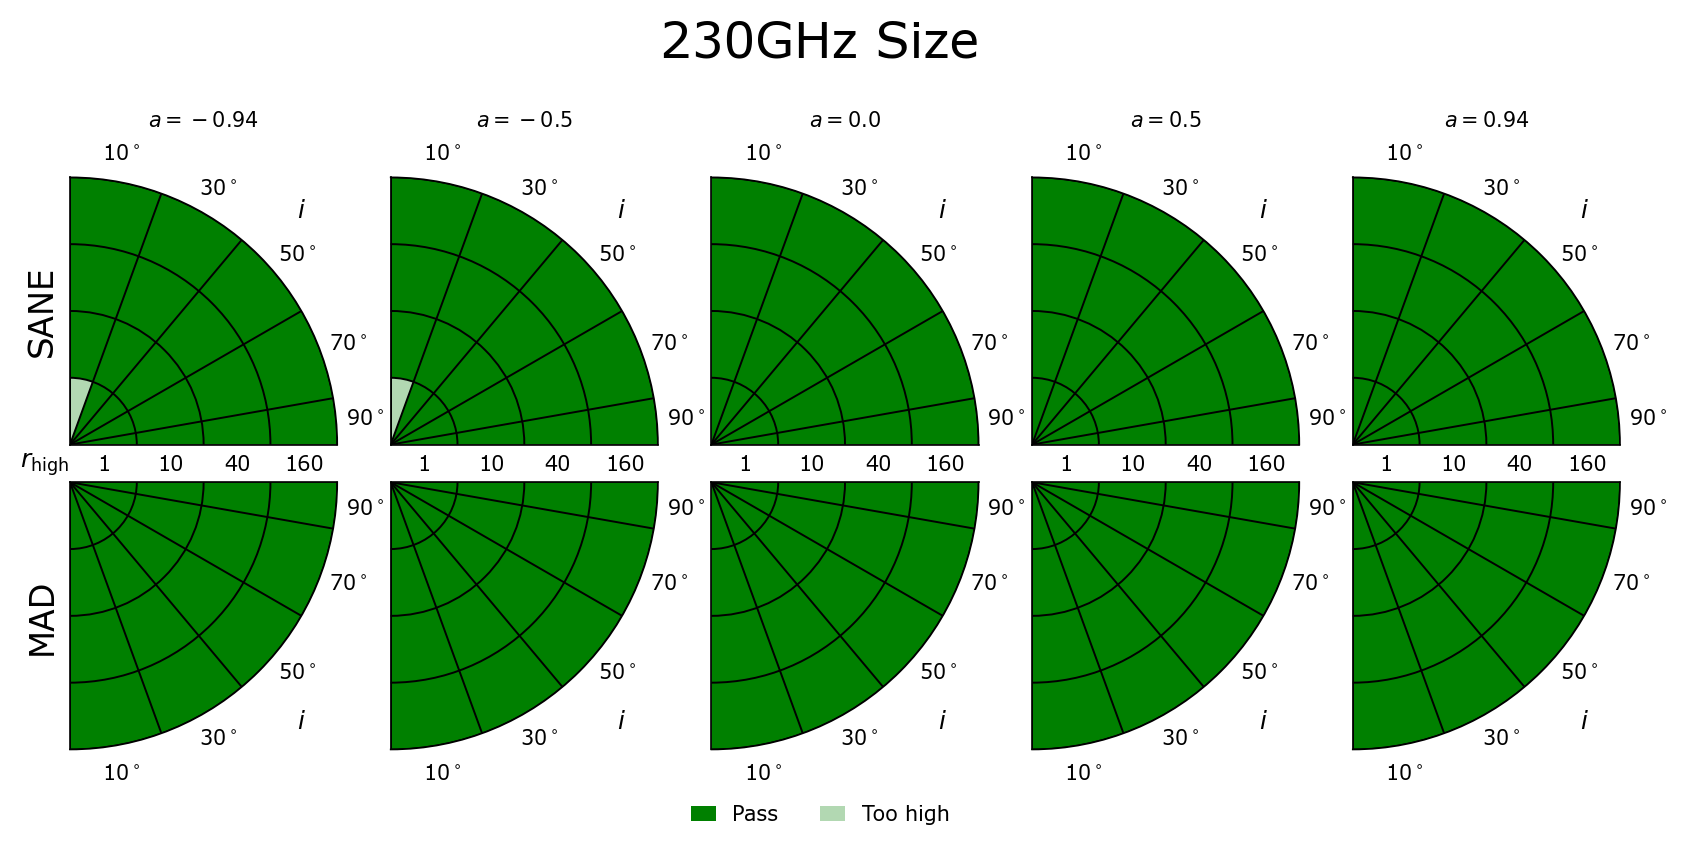 230GHz Size
a = −0.94 a = −0.5 a = 0.0 a = 0.5 a = 0.94
10° 10° 10° 10° 10°
30° 30° 30° 30° 30°
i i i i i
50° 50° 50° 50° 50°
SANE
70° 70° 70° 70° 70°
90° 90° 90° 90° 90°
r_high 1 10 40 160 1 10 40 160 1 10 40 160 1 10 40 160 1 10 40 160
90° 90° 90° 90° 90°
70° 70° 70° 70° 70°
MAD
50° 50° 50° 50° 50°
i i i i i
30° 30° 30° 30° 30°
10° 10° 10° 10° 10°
Pass Too high